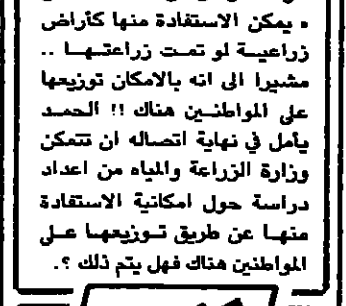 ه يمكن الاستفادة منها كأراض
زراعية لو تمت زراعتها ..
مشيرا الى انه بالامكان توزيعها
على المواطنين هناك !! الحمد
يأمل في نهاية اتصاله ان تتمكن
وزارة الزراعة والمياه من اعداد
دراسة حول امكانية الاستفادة
منها عن طريق توزيعها على
المواطنين هناك فهل يتم ذلك ؟.